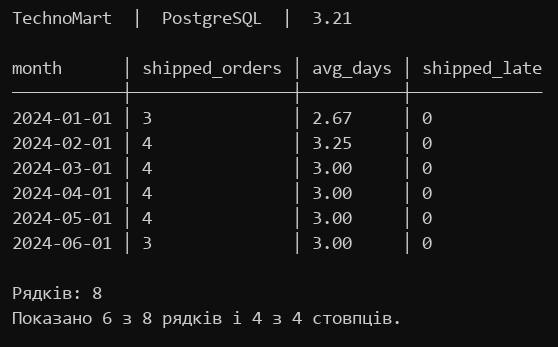 TechnoMart | PostgreSQL | 3.21
month | shipped_orders | avg_days | shipped_late
2024-01-01 | 3 | 2.67 | 0
2024-02-01 | 4 | 3.25 | 0
2024-03-01 | 4 | 3.00 | 0
2024-04-01 | 4 | 3.00 | 0
2024-05-01 | 4 | 3.00 | 0
2024-06-01 | 3 | 3.00 | 0
Рядків: 8
Показано 6 з 8 рядків і 4 з 4 стовпців.